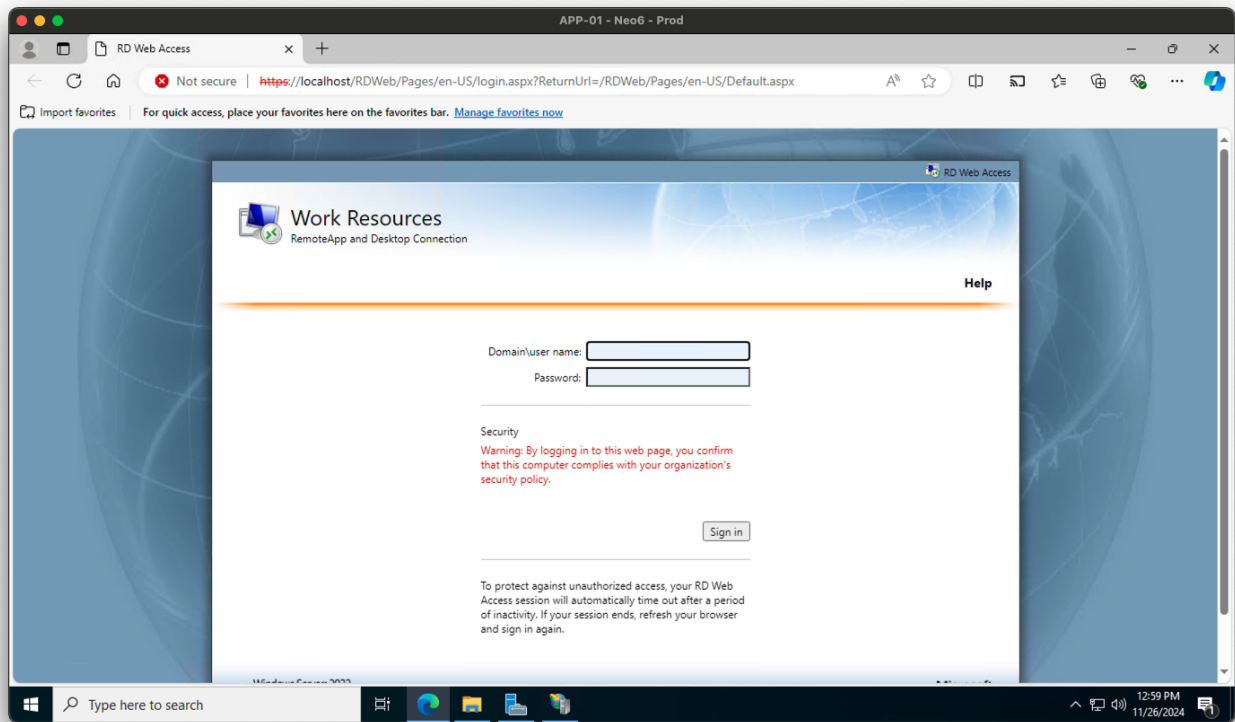 APP-01 - Neo6 - Prod
RD Web Access
Not secure
https://localhost/RDWeb/Pages/en-US/login.aspx?ReturnUrl=/RDWeb/Pages/en-US/Default.aspx
Import favorites
For quick access, place your favorites here on the favorites bar. Manage favorites now
RD Web Access
Work Resources
RemoteApp and Desktop Connection
Help
Domain\user name:
Password:
Security
Warning: By logging in to this web page, you confirm
that this computer complies with your organization's
security policy.
Sign in
To protect against unauthorized access, your RD Web
Access session will automatically time out after a period
of inactivity. If your session ends, refresh your browser
and sign in again.
Windows Server 2022
Microsoft
Type here to search
12:59 PM
11/26/2024
1